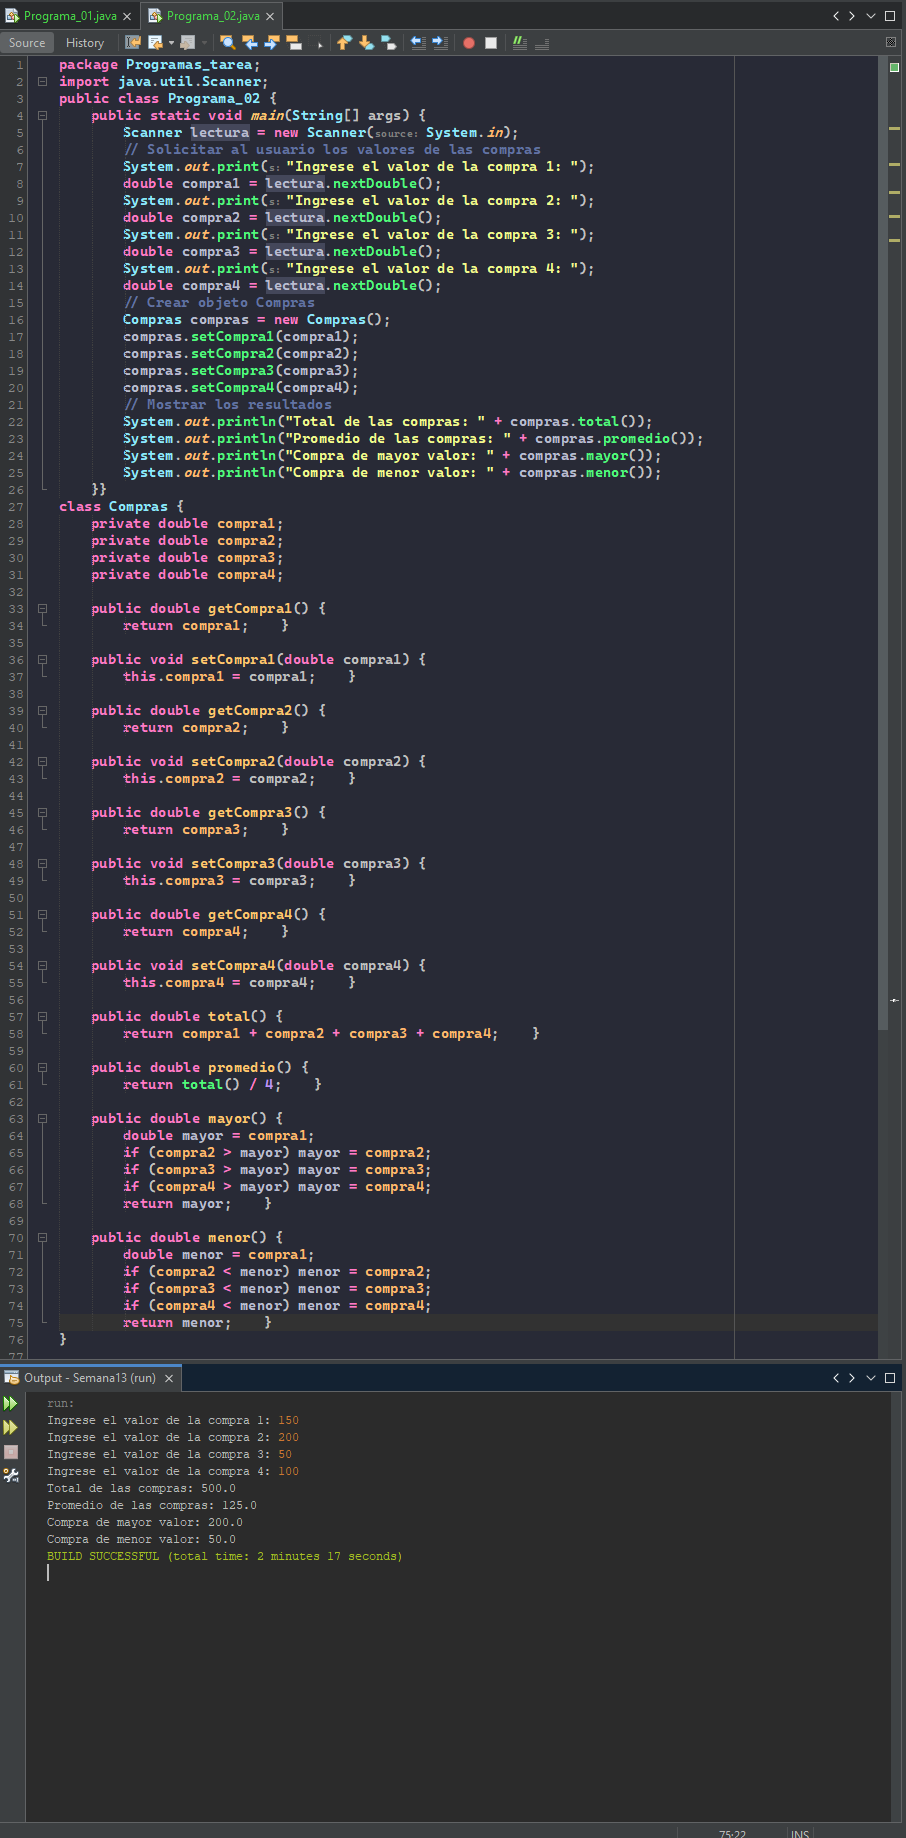 Programa_01.java × Programa_02.java ×
Source History
1 package Programas_tarea;
2 import java.util.Scanner;
3 public class Programa_02 {
4 public static void main(String[] args) {
5 Scanner lectura = new Scanner(source: System.in);
6 // Solicitar al usuario los valores de las compras
7 System.out.print(s: "Ingrese el valor de la compra 1: ");
8 double compra1 = lectura.nextDouble();
9 System.out.print(s: "Ingrese el valor de la compra 2: ");
10 double compra2 = lectura.nextDouble();
11 System.out.print(s: "Ingrese el valor de la compra 3: ");
12 double compra3 = lectura.nextDouble();
13 System.out.print(s: "Ingrese el valor de la compra 4: ");
14 double compra4 = lectura.nextDouble();
15 // Crear objeto Compras
16 Compras compras = new Compras();
17 compras.setCompra1(compra1);
18 compras.setCompra2(compra2);
19 compras.setCompra3(compra3);
20 compras.setCompra4(compra4);
21 // Mostrar los resultados
22 System.out.println("Total de las compras: " + compras.total());
23 System.out.println("Promedio de las compras: " + compras.promedio());
24 System.out.println("Compra de mayor valor: " + compras.mayor());
25 System.out.println("Compra de menor valor: " + compras.menor());
26 }}
27 class Compras {
28 private double compra1;
29 private double compra2;
30 private double compra3;
31 private double compra4;
32
33 public double getCompra1() {
34 return compra1; }
35
36 public void setCompra1(double compra1) {
37 this.compra1 = compra1; }
38
39 public double getCompra2() {
40 return compra2; }
41
42 public void setCompra2(double compra2) {
43 this.compra2 = compra2; }
44
45 public double getCompra3() {
46 return compra3; }
47
48 public void setCompra3(double compra3) {
49 this.compra3 = compra3; }
50
51 public double getCompra4() {
52 return compra4; }
53
54 public void setCompra4(double compra4) {
55 this.compra4 = compra4; }
56
57 public double total() {
58 return compra1 + compra2 + compra3 + compra4; }
59
60 public double promedio() {
61 return total() / 4; }
62
63 public double mayor() {
64 double mayor = compra1;
65 if (compra2 > mayor) mayor = compra2;
66 if (compra3 > mayor) mayor = compra3;
67 if (compra4 > mayor) mayor = compra4;
68 return mayor; }
69
70 public double menor() {
71 double menor = compra1;
72 if (compra2 < menor) menor = compra2;
73 if (compra3 < menor) menor = compra3;
74 if (compra4 < menor) menor = compra4;
75 return menor; }
76 }
77
Output - Semana13 (run) ×
run:
Ingrese el valor de la compra 1: 150
Ingrese el valor de la compra 2: 200
Ingrese el valor de la compra 3: 50
Ingrese el valor de la compra 4: 100
Total de las compras: 500.0
Promedio de las compras: 125.0
Compra de mayor valor: 200.0
Compra de menor valor: 50.0
BUILD SUCCESSFUL (total time: 2 minutes 17 seconds)
75:22 INS